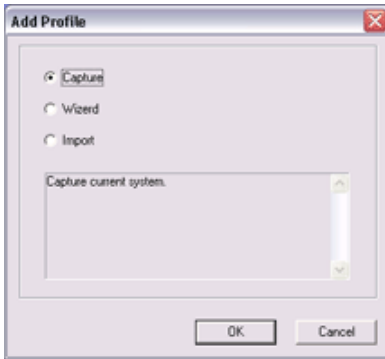 Add Profile
Capture
Wizerd
Import
Capture current system.
OK
Cancel